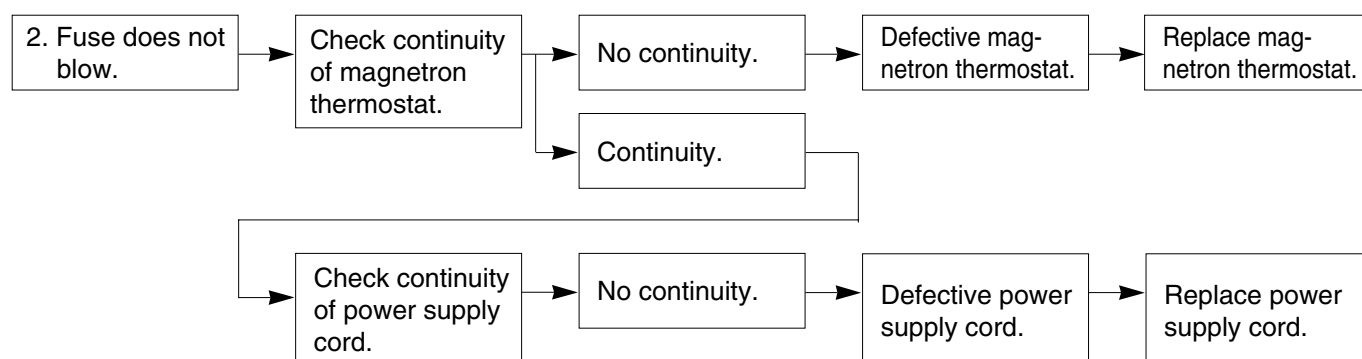 2. Fuse does not
blow.
Check continuity
of magnetron
thermostat.
No continuity.
Defective mag-
netron thermostat.
Replace mag-
netron thermostat.
Continuity.
Check continuity
of power supply
cord.
No continuity.
Defective power
supply cord.
Replace power
supply cord.